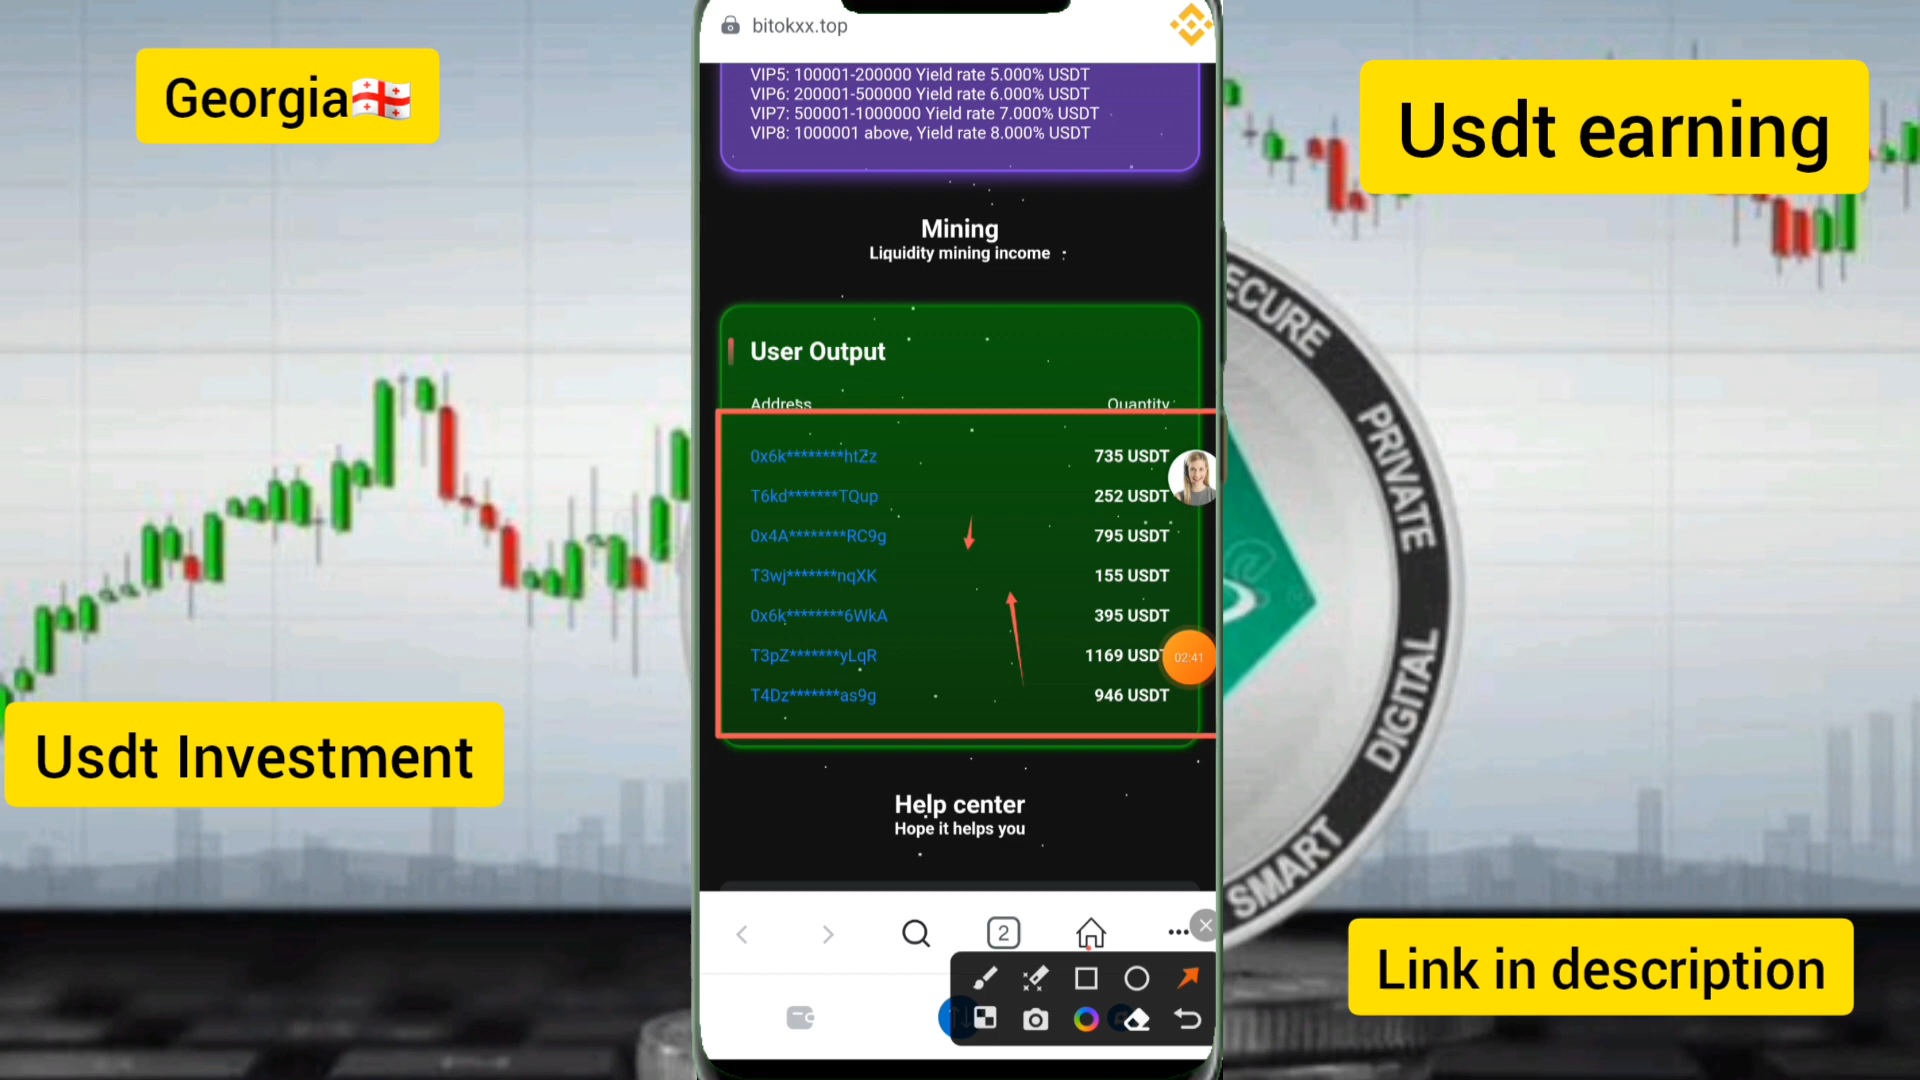 Georgia🇬🇪
Usdt earning
Usdt Investment
Link in description
bitokxx.top
VIP5: 100001-200000 Yield rate 5.000% USDT
VIP6: 200001-500000 Yield rate 6.000% USDT
VIP7: 500001-1000000 Yield rate 7.000% USDT
VIP8: 1000001 above, Yield rate 8.000% USDT
Mining
Liquidity mining income
User Output
Address Quantity
0x6k********htZz 735 USDT
T6kd*******TQup 252 USDT
0x4A********RC9g 795 USDT
T3wj*******nqXK 155 USDT
0x6k********6WkA 395 USDT
T3pZ*******yLqR 1169 USDT
T4Dz*******as9g 946 USDT
02:41
Help center
Hope it helps you
2
SECURE PRIVATE DIGITAL SMART